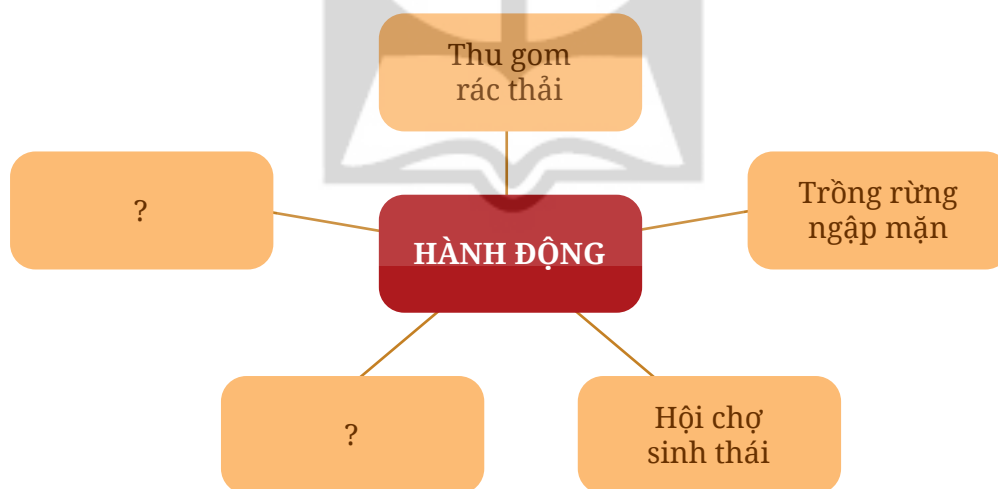 Thu gom
rác thải
?
Trồng rừng
ngập mặn
HÀNH ĐỘNG
?
Hội chợ
sinh thái